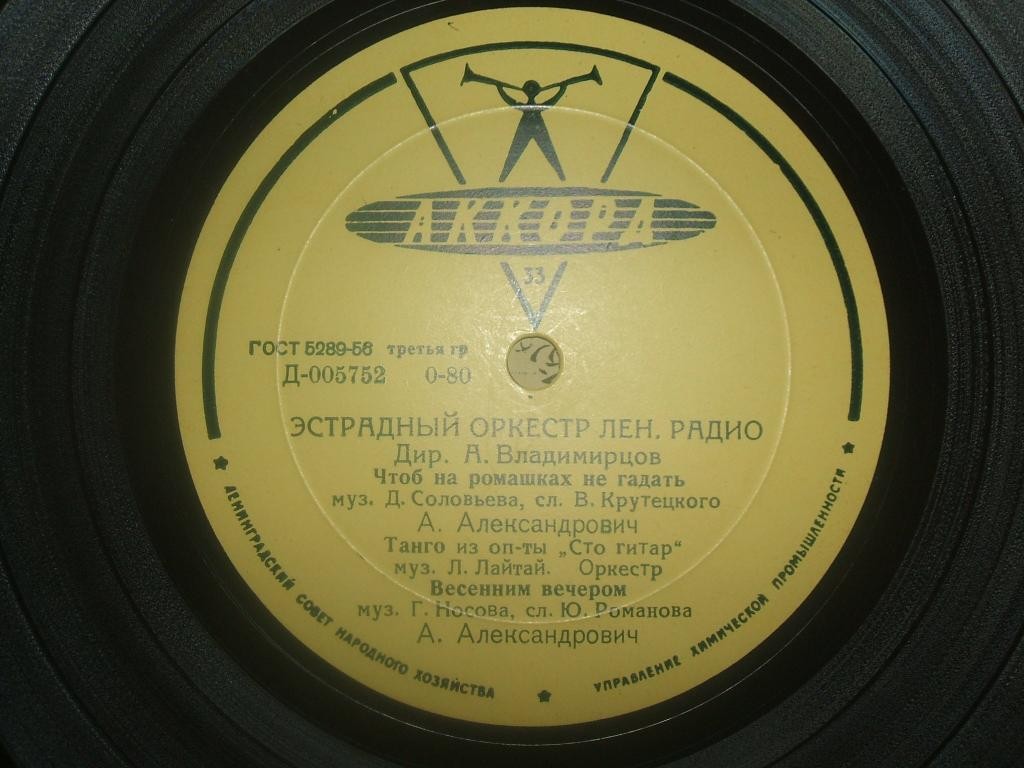 АККОРД
33
ГОСТ 5289-56 третья гр
Д-005752 0-80
ЭСТРАДНЫЙ ОРКЕСТР ЛЕН. РАДИО
Дир. А. Владимирцов
Чтоб на ромашках не гадать
муз. Д. Соловьева, сл. В. Крутецкого
А. Александрович
Танго из оп-ты „Сто гитар“
муз. Л. Лайтай. Оркестр
Весенним вечером
муз. Г. Носова, сл. Ю. Романова
А. Александрович
ЛЕНИНГРАДСКИЙ СОВЕТ НАРОДНОГО ХОЗЯЙСТВА
УПРАВЛЕНИЕ ХИМИЧЕСКОЙ ПРОМЫШЛЕННОСТИ